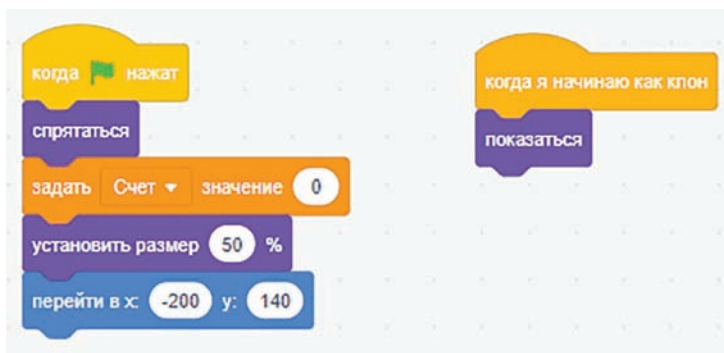 когда нажат
спрятаться
задать Счет значение 0
установить размер 50 %
перейти в x: -200 y: 140
когда я начинаю как клон
показаться